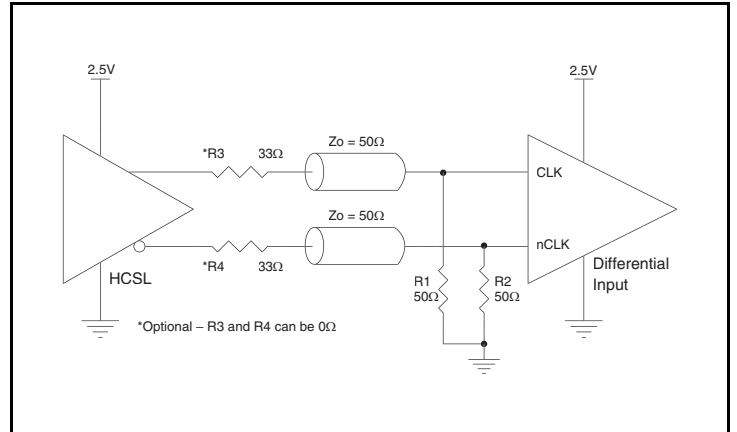 2.5V
2.5V
*R3 33Ω
Zo = 50Ω
CLK
Zo = 50Ω
nCLK
*R4 33Ω
HCSL
R1
50Ω
R2
50Ω
Differential
Input
*Optional – R3 and R4 can be 0Ω